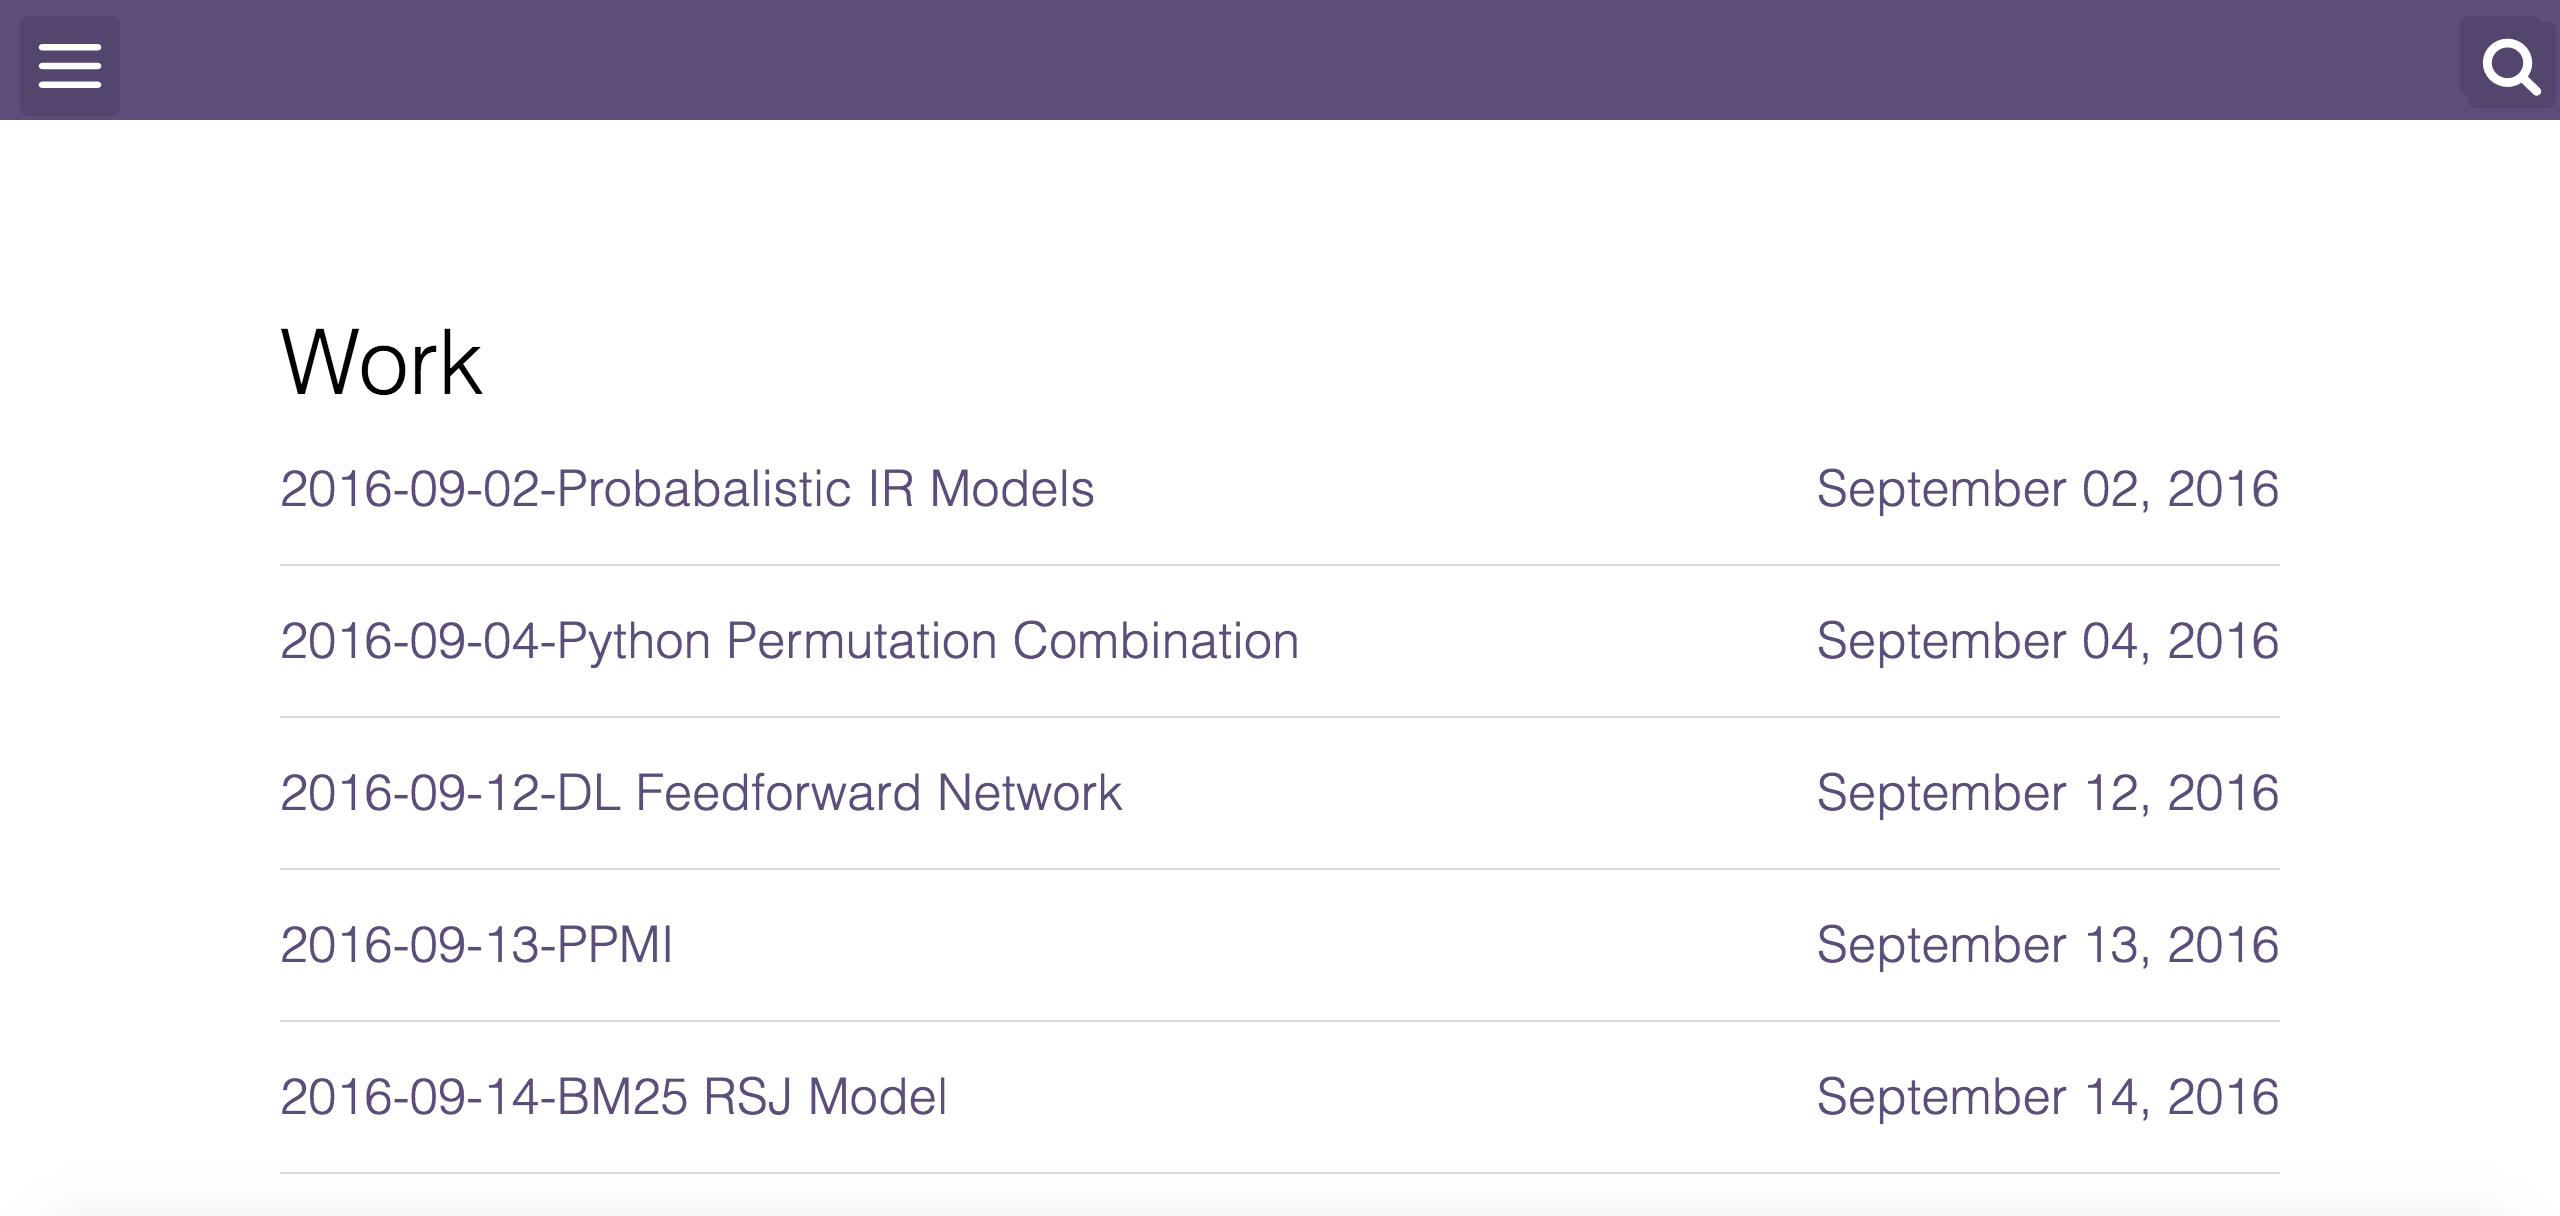 Work
2016-09-02-Probabalistic IR Models September 02, 2016
2016-09-04-Python Permutation Combination September 04, 2016
2016-09-12-DL Feedforward Network September 12, 2016
2016-09-13-PPMI September 13, 2016
2016-09-14-BM25 RSJ Model September 14, 2016